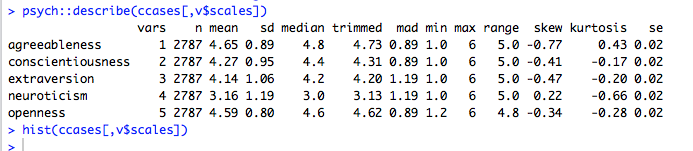 > psych::describe(ccases[,v$scales])
vars n mean sd median trimmed mad min max range skew kurtosis se
agreeableness 1 2787 4.65 0.89 4.8 4.73 0.89 1.0 6 5.0 -0.77 0.43 0.02
conscientiousness 2 2787 4.27 0.95 4.4 4.31 0.89 1.0 6 5.0 -0.41 -0.17 0.02
extraversion 3 2787 4.14 1.06 4.2 4.20 1.19 1.0 6 5.0 -0.47 -0.20 0.02
neuroticism 4 2787 3.16 1.19 3.0 3.13 1.19 1.0 6 5.0 0.22 -0.66 0.02
openness 5 2787 4.59 0.80 4.6 4.62 0.89 1.2 6 4.8 -0.34 -0.28 0.02
> hist(ccases[,v$scales])
>